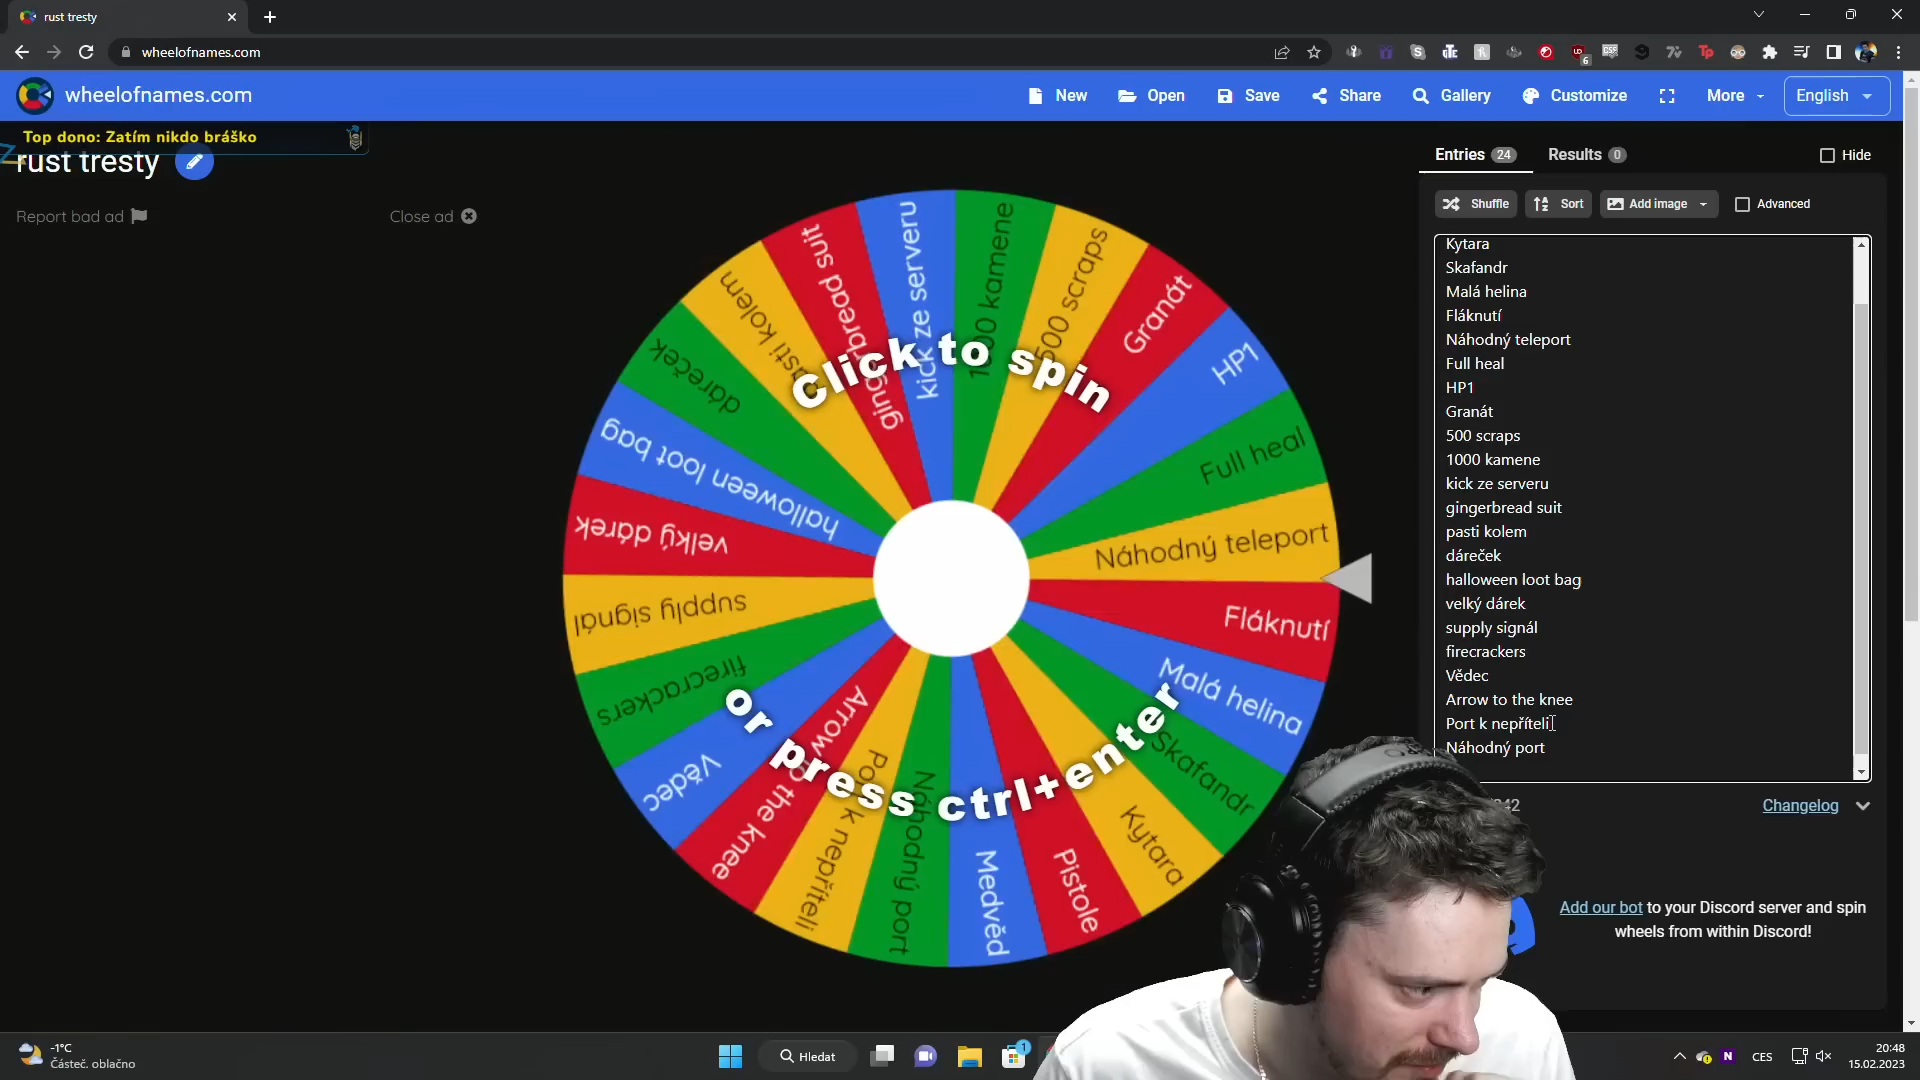 rust tresty
wheelofnames.com
wheelofnames.com
New
Open
Save
Share
Gallery
Customize
More
English
Top dono: Zatím nikdo bráško
rust tresty
Report bad ad
Close ad
Entries 24
Results 0
Hide
Shuffle
Sort
Add image
Advanced
Kytara
Skafandr
Malá helina
Fláknutí
Náhodný teleport
Full heal
HP1
Granát
500 scraps
1000 kamene
kick ze serveru
gingerbread suit
pasti kolem
dáreček
halloween loot bag
velký dárek
supply signál
firecrackers
Vědec
Arrow to the knee
Port k nepříteli
Náhodný port
Changelog
Add our bot to your Discord server and spin
wheels from within Discord!
Click to spin
or press ctrl+enter
kick ze serveru
1000 kamene
500 scraps
Granát
HP1
Full heal
Náhodný teleport
Fláknutí
Malá helina
Skafandr
Kytara
Pistole
Medvěd
Náhodný port
Port k nepříteli
Arrow to the knee
Vědec
firecrackers
supply signál
velký dárek
halloween loot bag
dáreček
pasti kolem
gingerbread suit
-1°C
Částeč. oblačno
Hledat
1
CES
20:48
15.02.2023